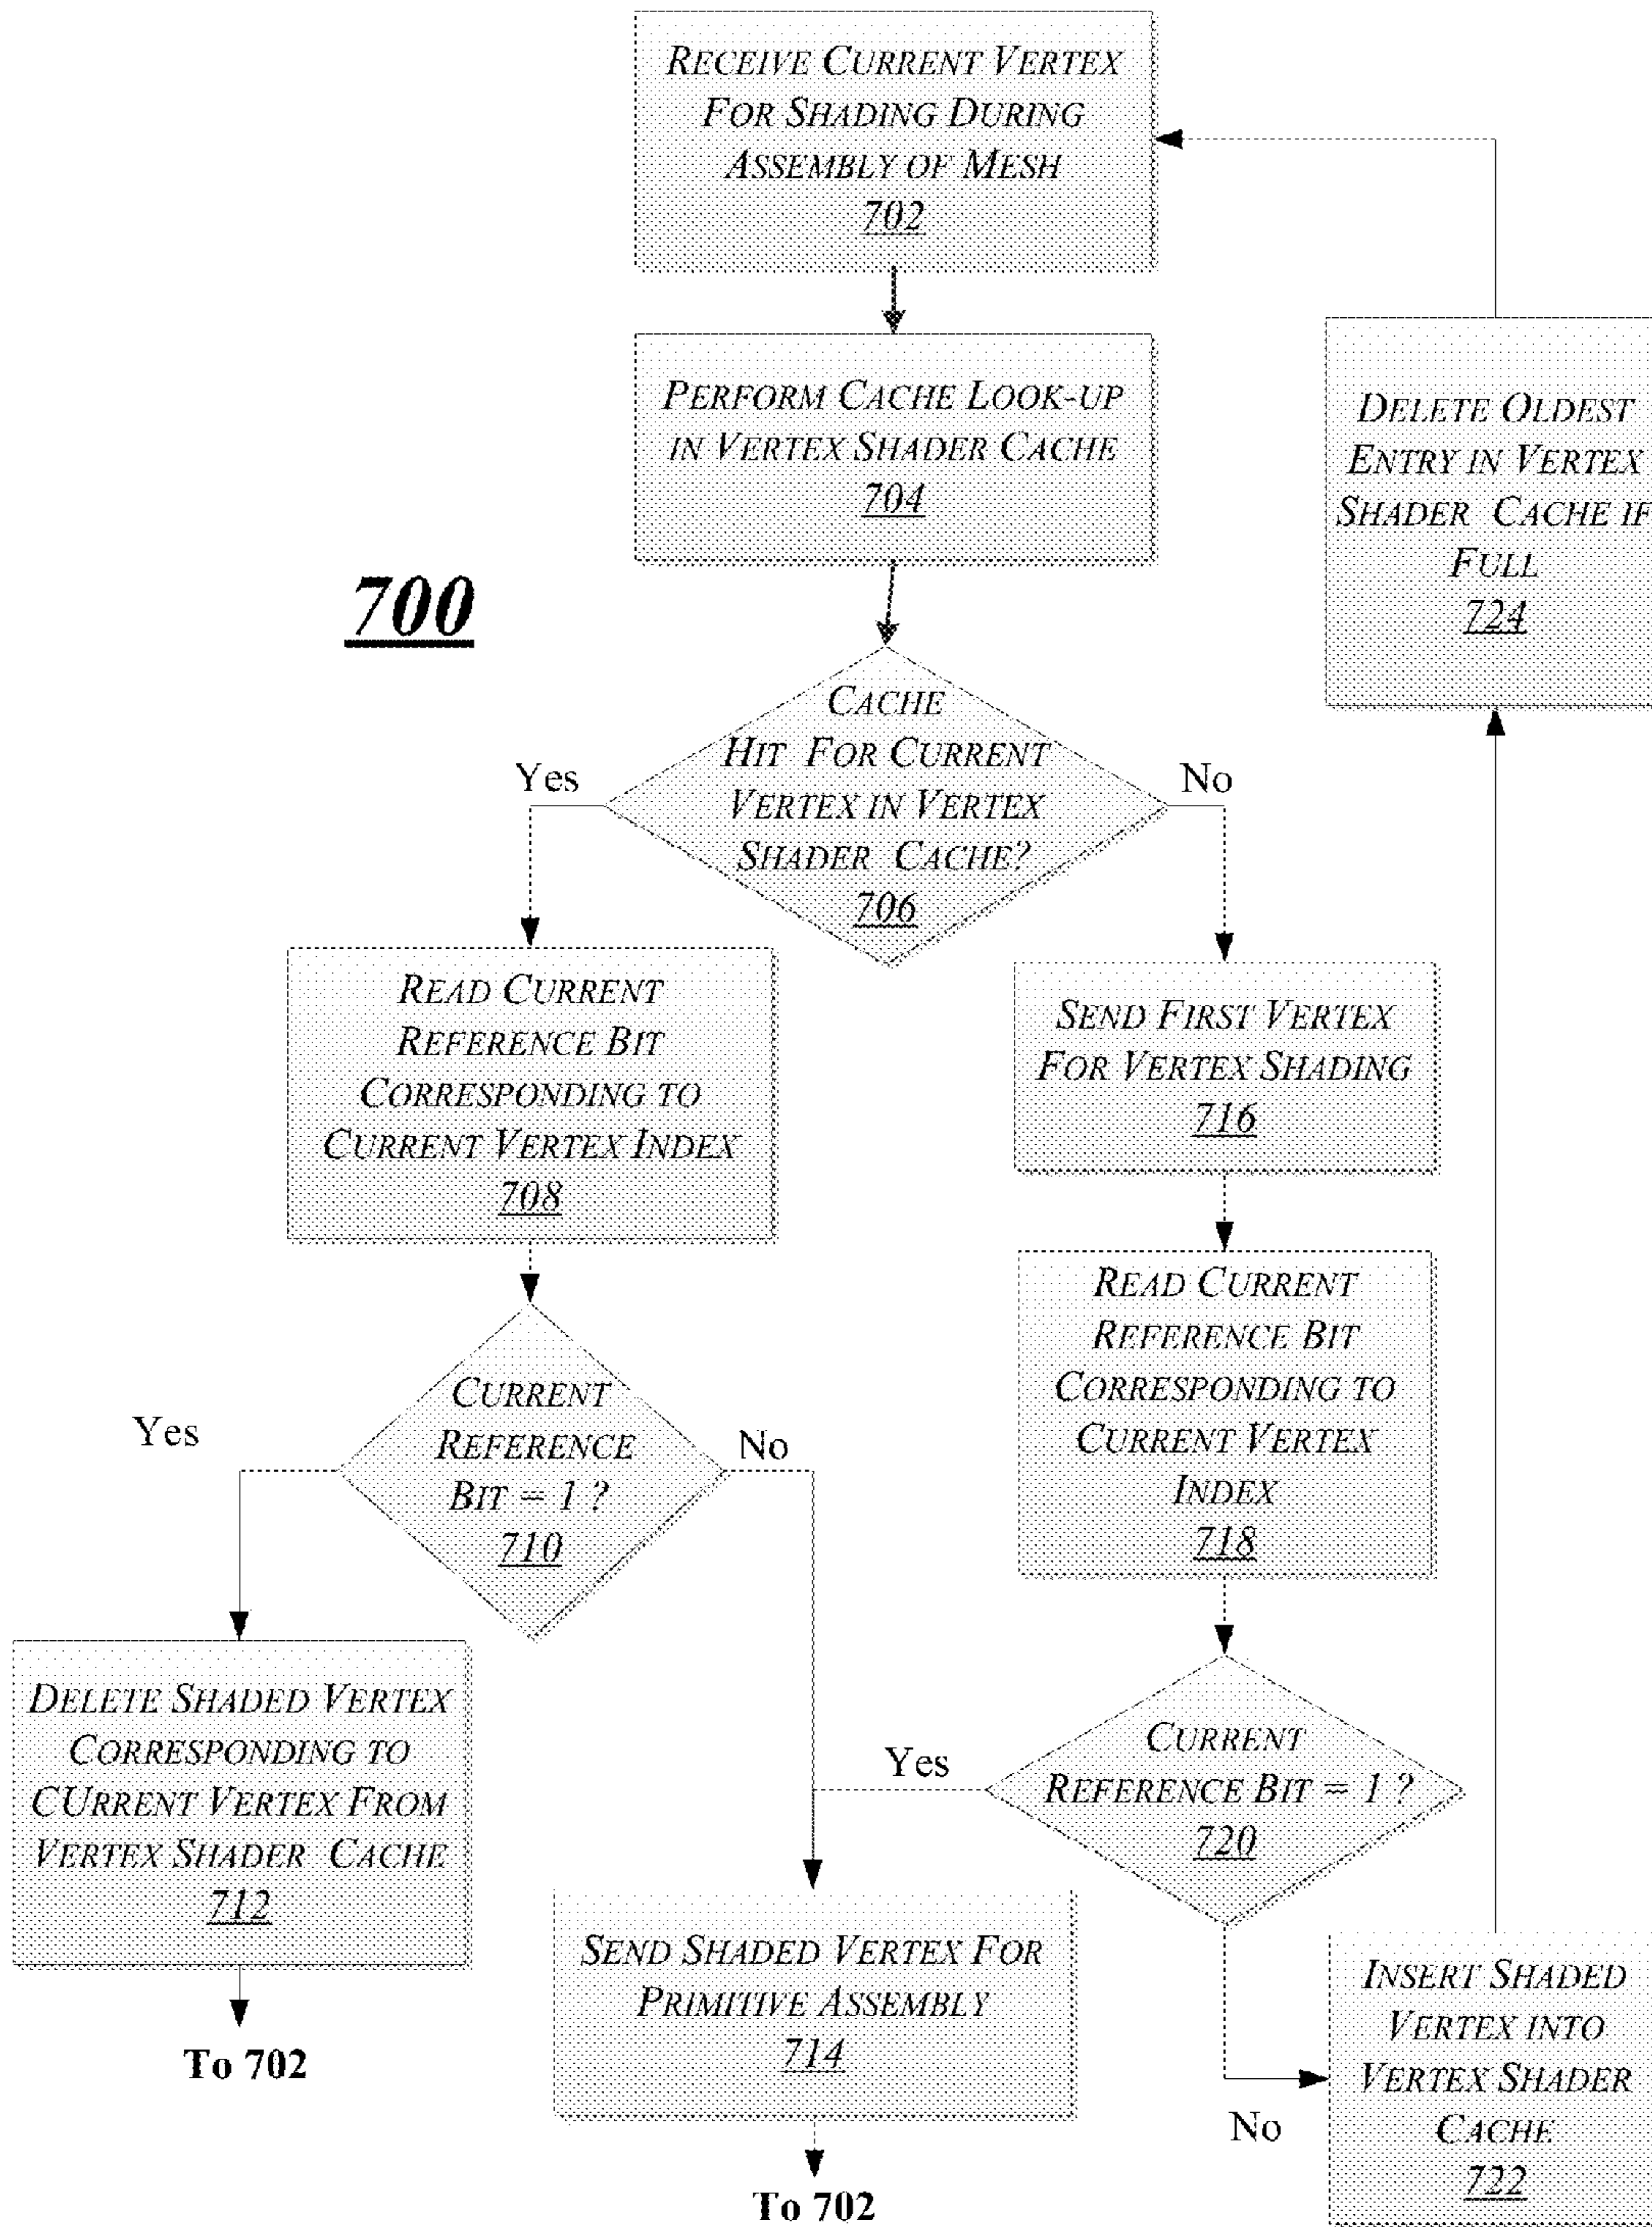 RECEIVE CURRENT VERTEX
FOR SHADING DURING
ASSEMBLY OF MESH
702
PERFORM CACHE LOOK-UP
IN VERTEX SHADER CACHE
704
DELETE OLDEST
ENTRY IN VERTEX
SHADER CACHE IF
FULL
724
700
CACHE
HIT FOR CURRENT
VERTEX IN VERTEX
SHADER CACHE?
706
Yes
No
READ CURRENT
REFERENCE BIT
CORRESPONDING TO
CURRENT VERTEX INDEX
708
SEND FIRST VERTEX
FOR VERTEX SHADING
716
CURRENT
REFERENCE
BIT = 1 ?
710
Yes
No
READ CURRENT
REFERENCE BIT
CORRESPONDING TO
CURRENT VERTEX
INDEX
718
DELETE SHADED VERTEX
CORRESPONDING TO
CURRENT VERTEX FROM
VERTEX SHADER CACHE
712
To 702
CURRENT
REFERENCE BIT = 1 ?
720
Yes
No
SEND SHADED VERTEX FOR
PRIMITIVE ASSEMBLY
714
To 702
INSERT SHADED
VERTEX INTO
VERTEX SHADER
CACHE
722